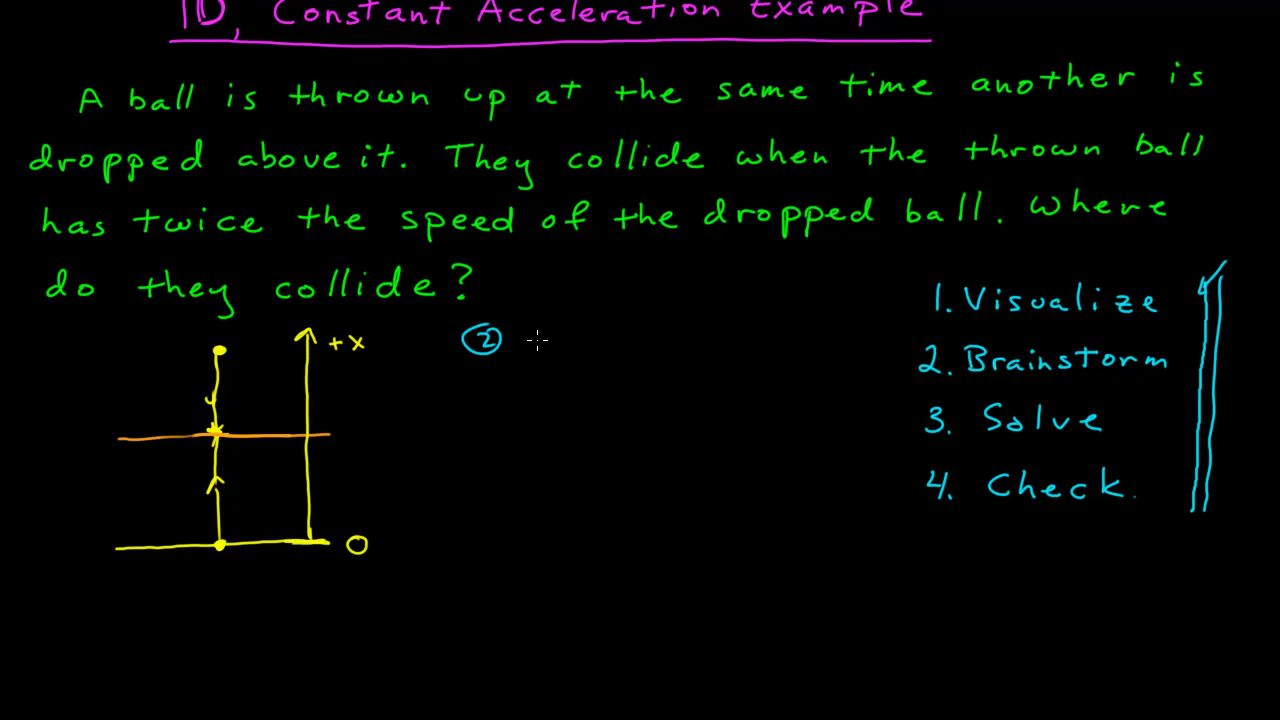 1D, Constant Acceleration Example
A ball is thrown up at the same time another is
dropped above it. They collide when the thrown ball
has twice the speed of the dropped ball. Where
do they collide?
1. Visualize
+x
2
2. Brainstorm
3. Solve
4. Check.
0